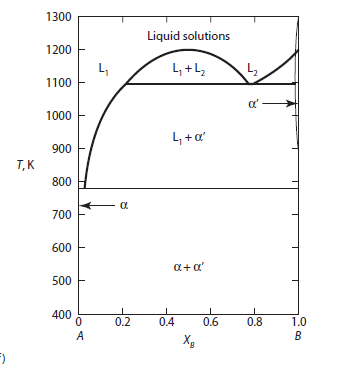 1300
Liquid solutions
1200
L₁ L₁ + L₂ L₂
1100
α′
1000
L₁ + α′
900
T, K
800
α
700
600
α + α′
500
400
0 0.2 0.4 0.6 0.8 1.0
A X_B B
:)